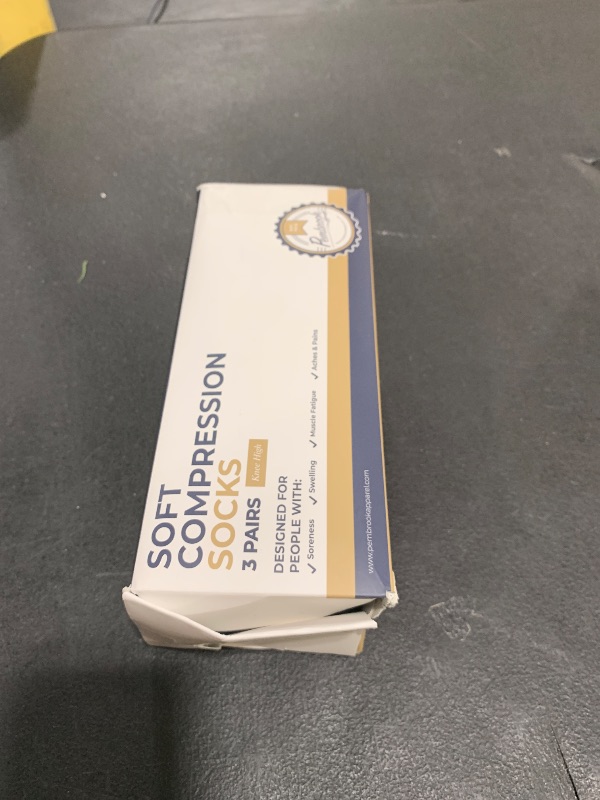 Pembrook
SOFT
COMPRESSION
SOCKS
3 PAIRS
Knee High
DESIGNED FOR
PEOPLE WITH:
✓ Soreness ✓ Swelling ✓ Muscle Fatigue ✓ Aches & Pains
www.pembrookapparel.com